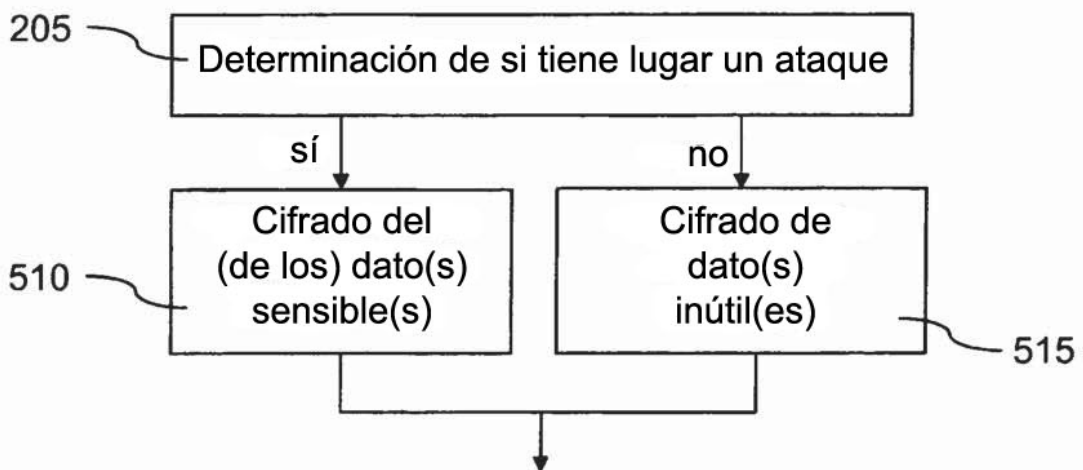 205
Determinación de si tiene lugar un ataque
sí
no
Cifrado del
(de los) dato(s)
sensible(s)
510
Cifrado de
dato(s)
inútil(es)
515